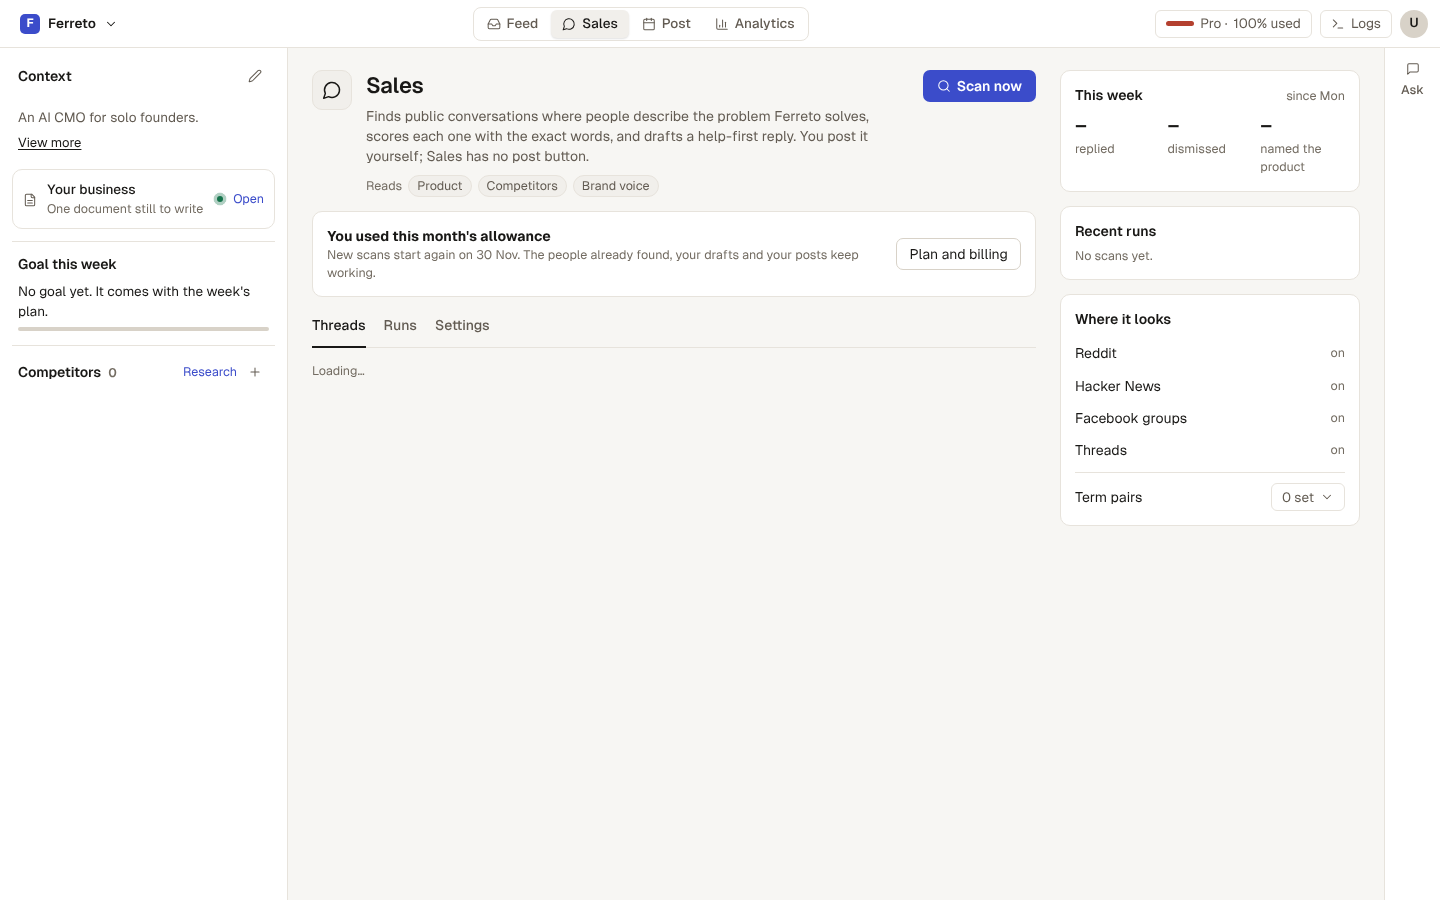 F Ferreto
Feed Sales Post Analytics
Pro · 100% used
Logs
U
Context
An AI CMO for solo founders.
View more
Your business
One document still to write
Open
Goal this week
No goal yet. It comes with the week's
plan.
Competitors 0 Research +
Sales
Scan now
Finds public conversations where people describe the problem Ferreto solves,
scores each one with the exact words, and drafts a help-first reply. You post it
yourself; Sales has no post button.
Reads Product Competitors Brand voice
You used this month's allowance
New scans start again on 30 Nov. The people already found, your drafts and your posts keep
working.
Plan and billing
Threads Runs Settings
Loading...
This week since Mon
– – –
replied dismissed named the
product
Recent runs
No scans yet.
Where it looks
Reddit on
Hacker News on
Facebook groups on
Threads on
Term pairs 0 set
Ask